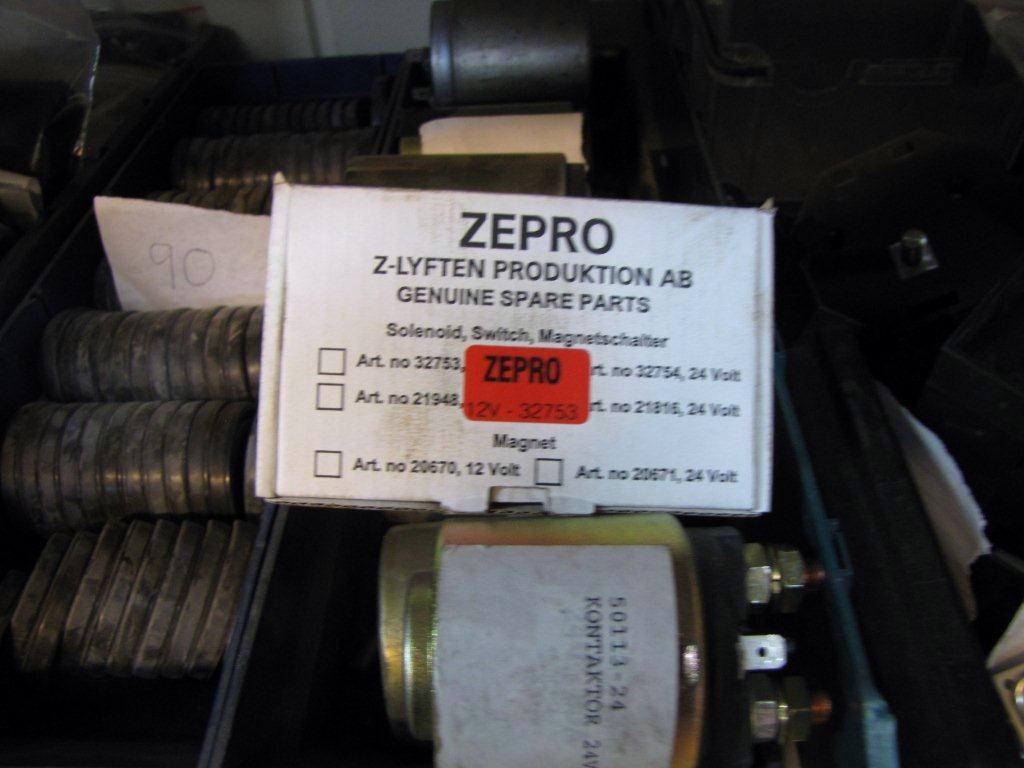 90
ZEPRO
Z-LYFTEN PRODUKTION AB
GENUINE SPARE PARTS
Solenoid, Switch, Magnetschalter
Art. no 32753, rt. no 32754, 24 Volt
ZEPRO
Art. no 21948, rt. no 21816, 24 Volt
12V - 32753
Magnet
Art. no 20670, 12 Volt Art. no 20671, 24 Volt
50113-24
KONTAKTOR 24V